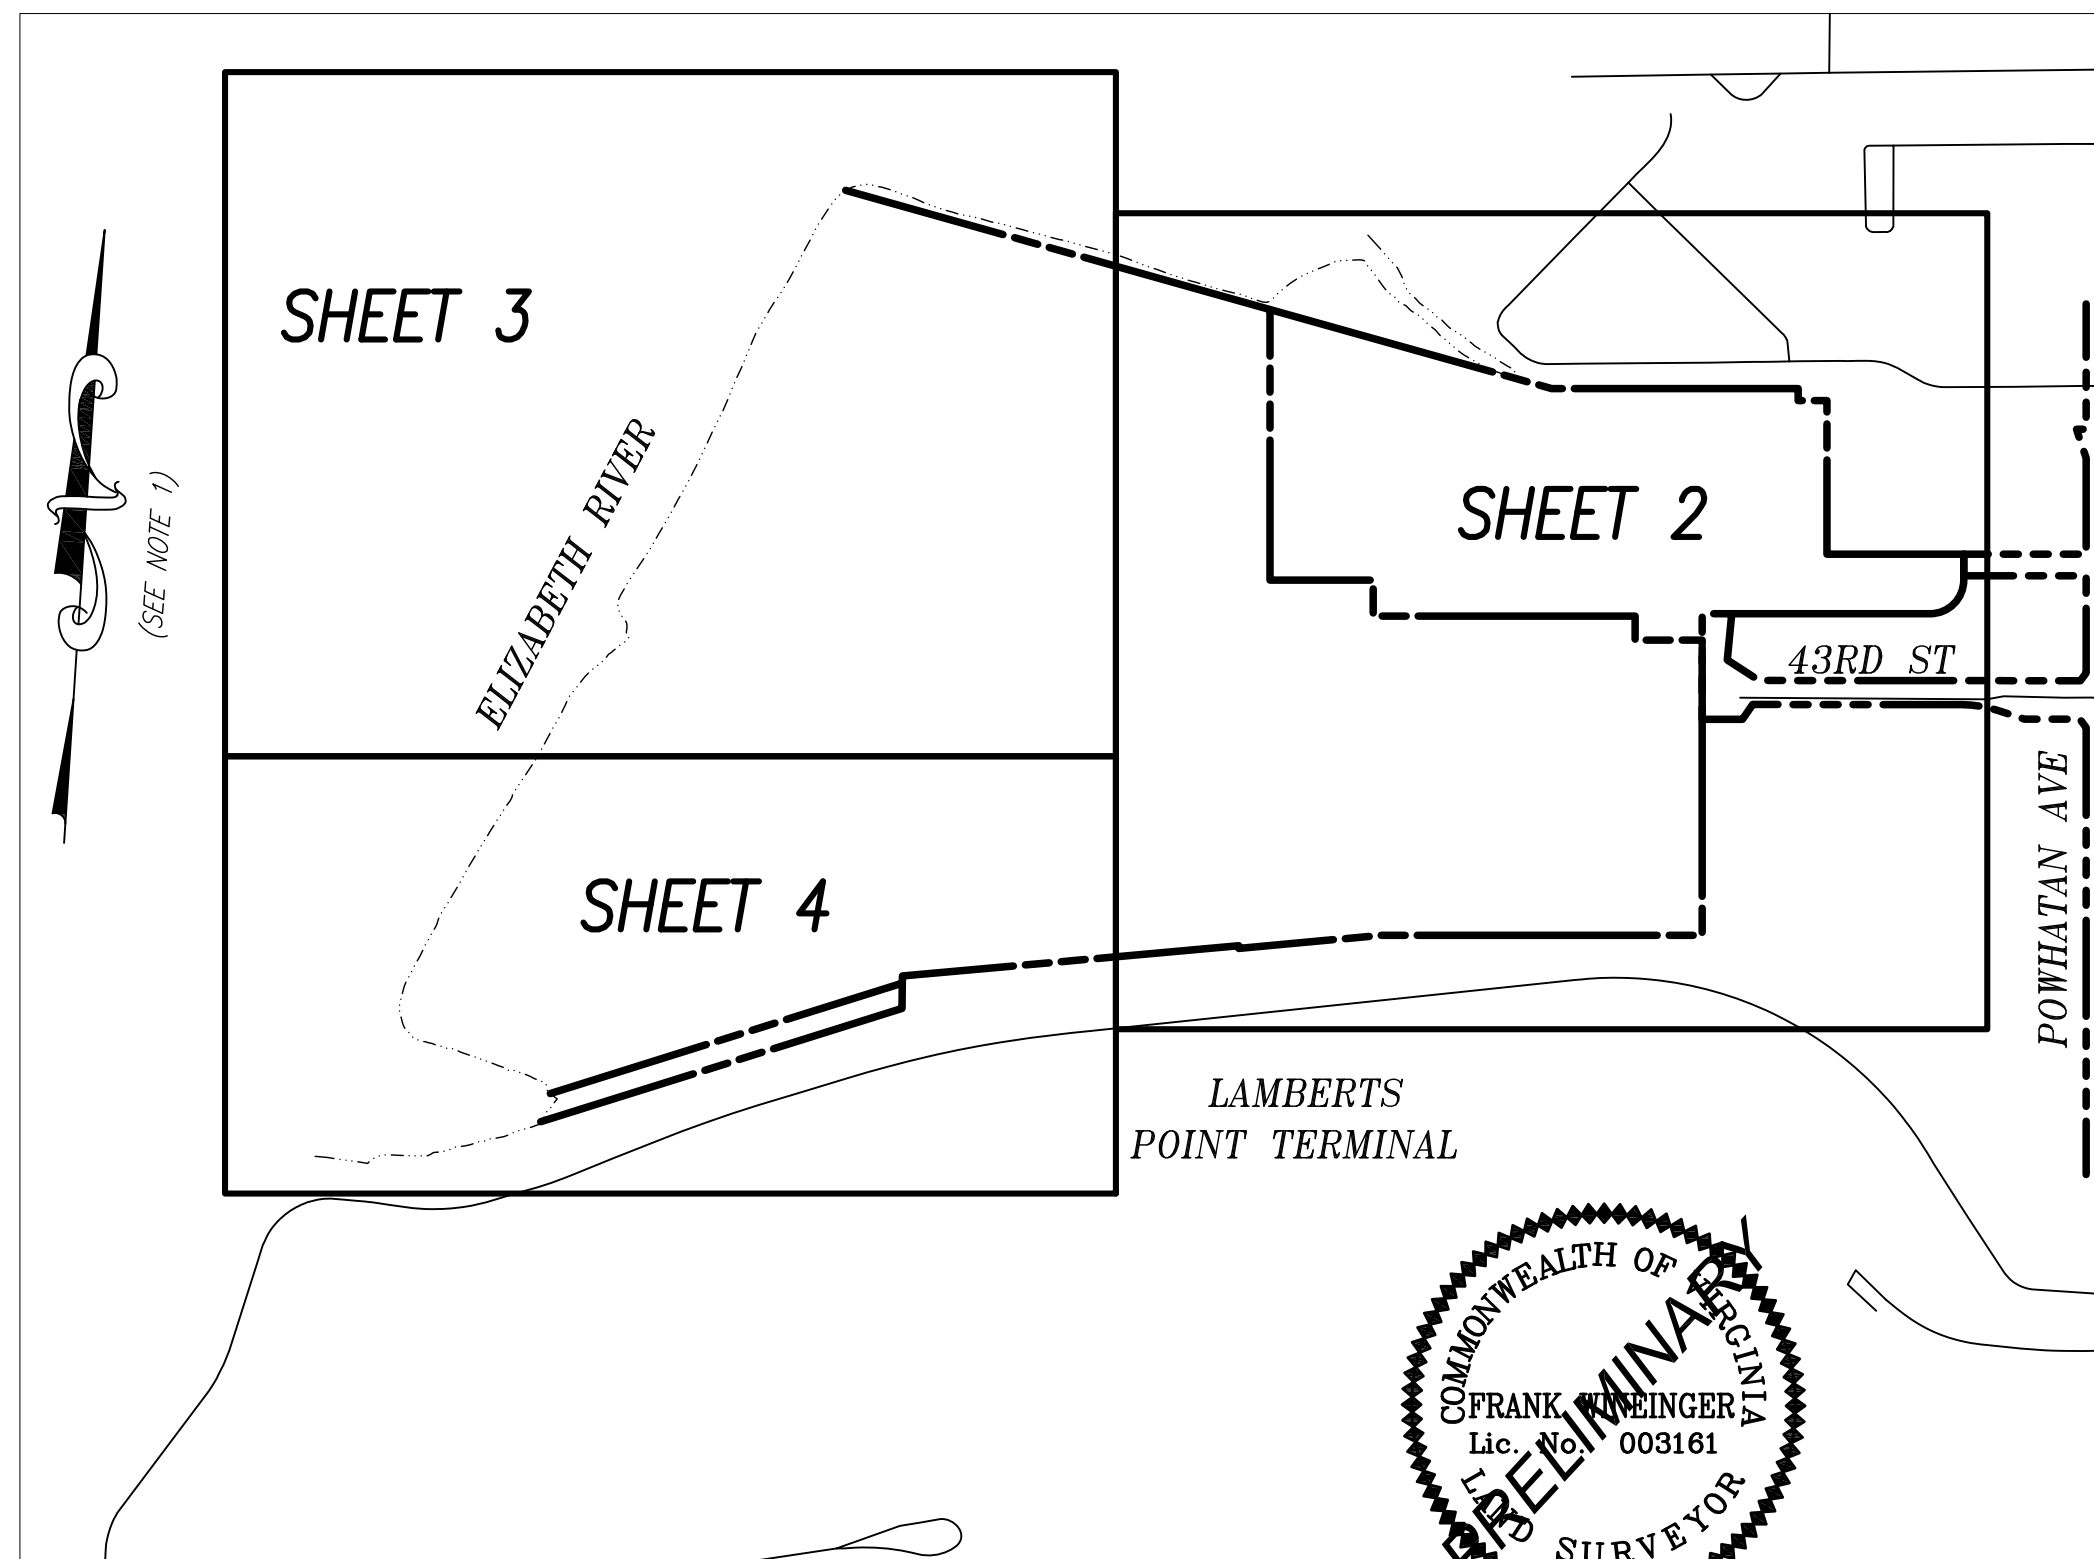 SHEET 3
SHEET 2
ELIZABETH RIVER
(SEE NOTE 1)
43RD ST
POWHATAN AVE
SHEET 4
LAMBERTS
POINT TERMINAL
COMMONWEALTH OF VIRGINIA
PRELIMINARY
FRANK WINEINGER
Lic. No. 003161
LAND SURVEYOR